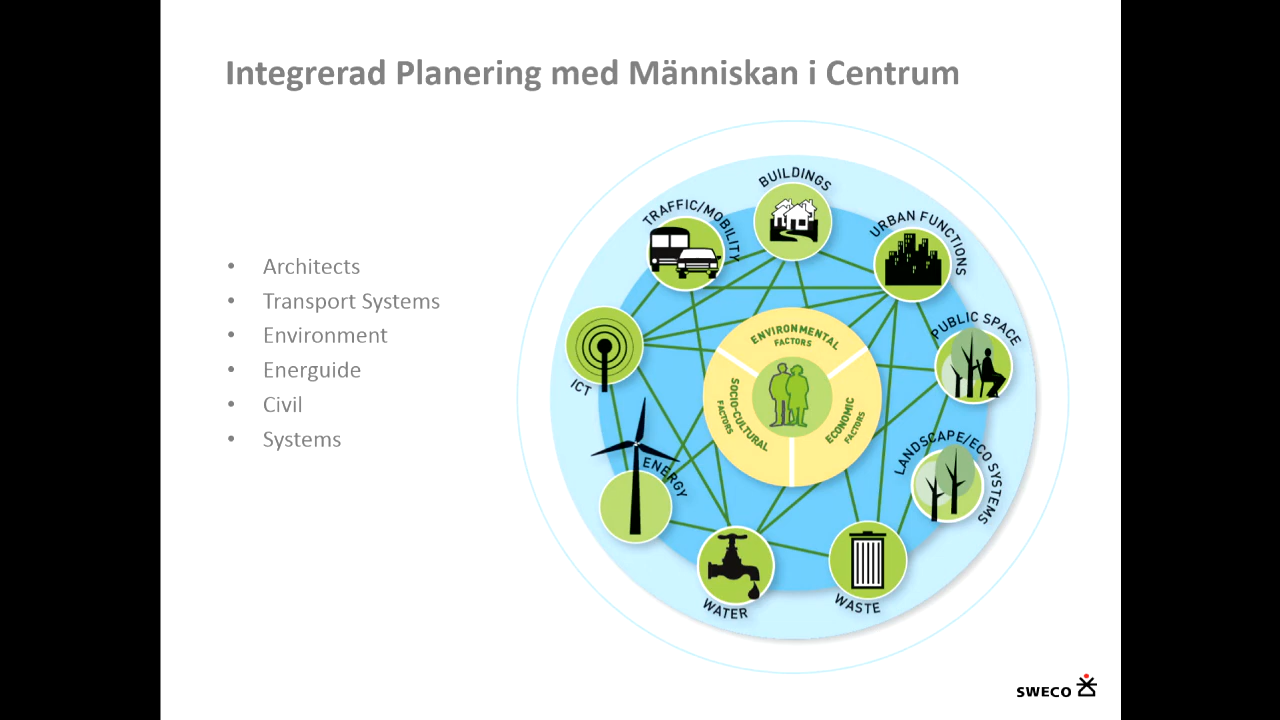 Integrerad Planering med Människan i Centrum
• Architects
• Transport Systems
• Environment
• Energuide
• Civil
• Systems
BUILDINGS
TRAFFIC/MOBILITY
URBAN FUNCTIONS
PUBLIC SPACE
ICT
ENVIRONMENTAL
FACTORS
SOCIO-CULTURAL
FACTORS
ECONOMIC
FACTORS
LANDSCAPE/ECO SYSTEMS
ENERGY
WATER
WASTE
SWECO